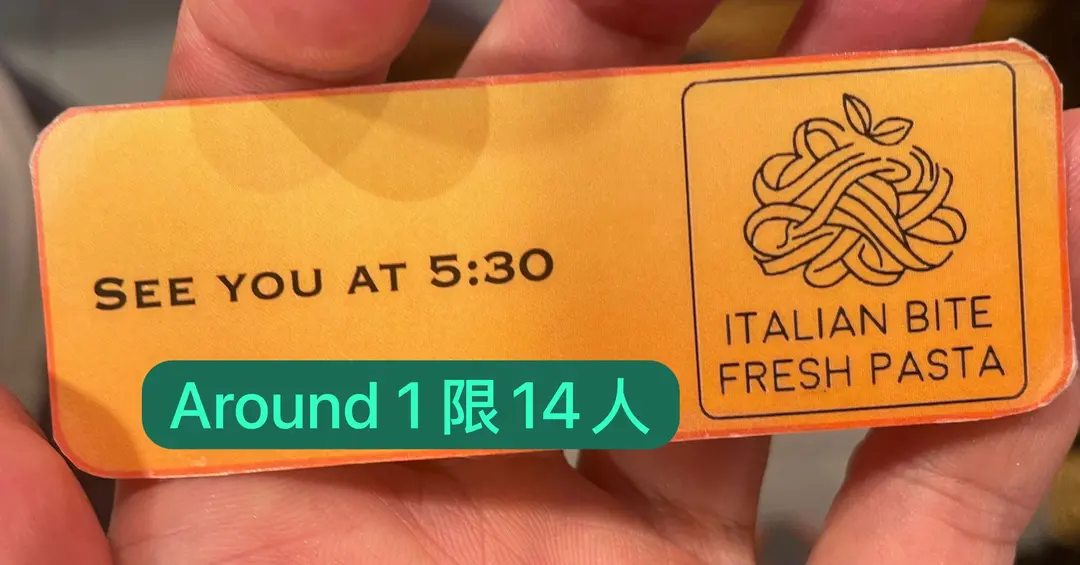 SEE YOU AT 5:30
Around 1 限 14 人
ITALIAN BITE
FRESH PASTA